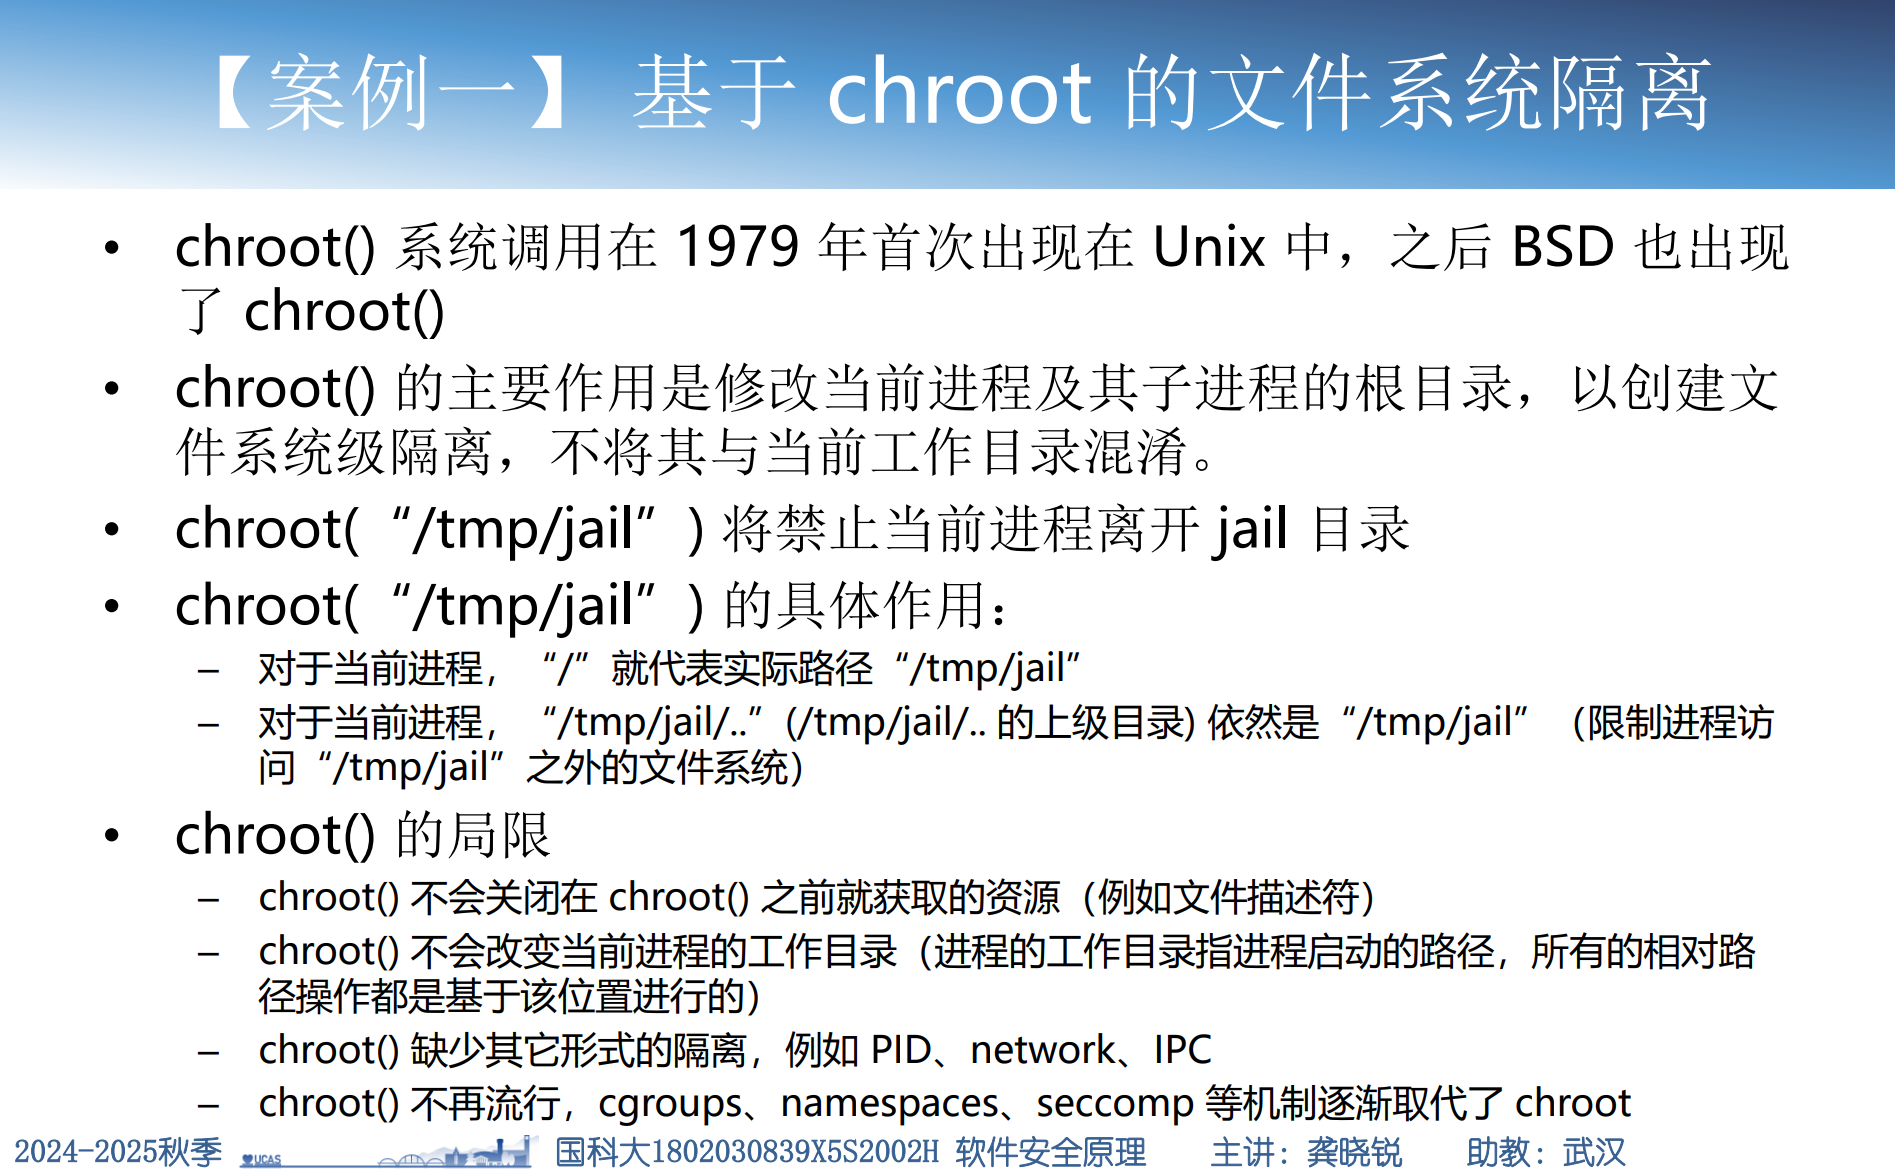 【案例一】 基于 chroot 的文件系统隔离
• chroot() 系统调用在 1979 年首次出现在 Unix 中，之后 BSD 也出现
了 chroot()
• chroot() 的主要作用是修改当前进程及其子进程的根目录，以创建文
件系统级隔离，不将其与当前工作目录混淆。
• chroot(“/tmp/jail”) 将禁止当前进程离开 jail 目录
• chroot(“/tmp/jail”) 的具体作用：
– 对于当前进程，“/”就代表实际路径“/tmp/jail”
– 对于当前进程，“/tmp/jail/..”(/tmp/jail/.. 的上级目录) 依然是“/tmp/jail”（限制进程访
问“/tmp/jail”之外的文件系统）
• chroot() 的局限
– chroot() 不会关闭在 chroot() 之前就获取的资源（例如文件描述符）
– chroot() 不会改变当前进程的工作目录（进程的工作目录指进程启动的路径，所有的相对路
径操作都是基于该位置进行的）
– chroot() 缺少其它形式的隔离，例如 PID、network、IPC
– chroot() 不再流行，cgroups、namespaces、seccomp 等机制逐渐取代了 chroot
2024-2025秋季 UCAS 国科大1802030839X5S2002H 软件安全原理 主讲：龚晓锐 助教：武汉